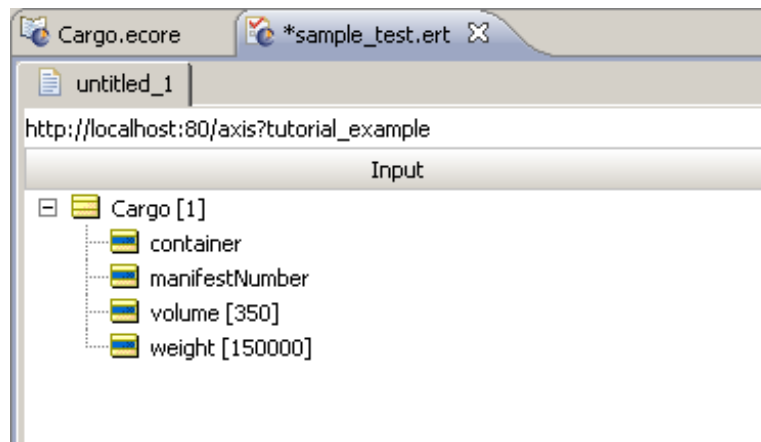 Cargo.ecore *sample_test.ert
untitled_1
http://localhost:80/axis?tutorial_example
Input
Cargo [1]
container
manifestNumber
volume [350]
weight [150000]